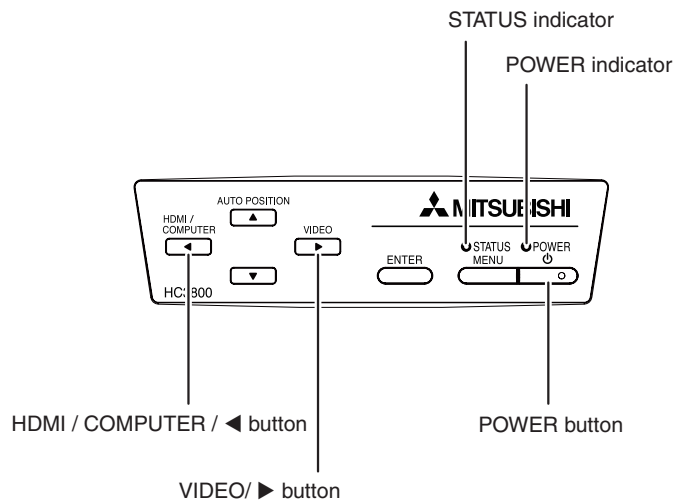 STATUS indicator
POWER indicator
AUTO POSITION
▲
MITSUBISHI
HDMI /
COMPUTER
◀
VIDEO
▶
STATUS
POWER
ENTER
MENU
▼
HC3800
HDMI / COMPUTER / ◀ button
POWER button
VIDEO/ ▶ button